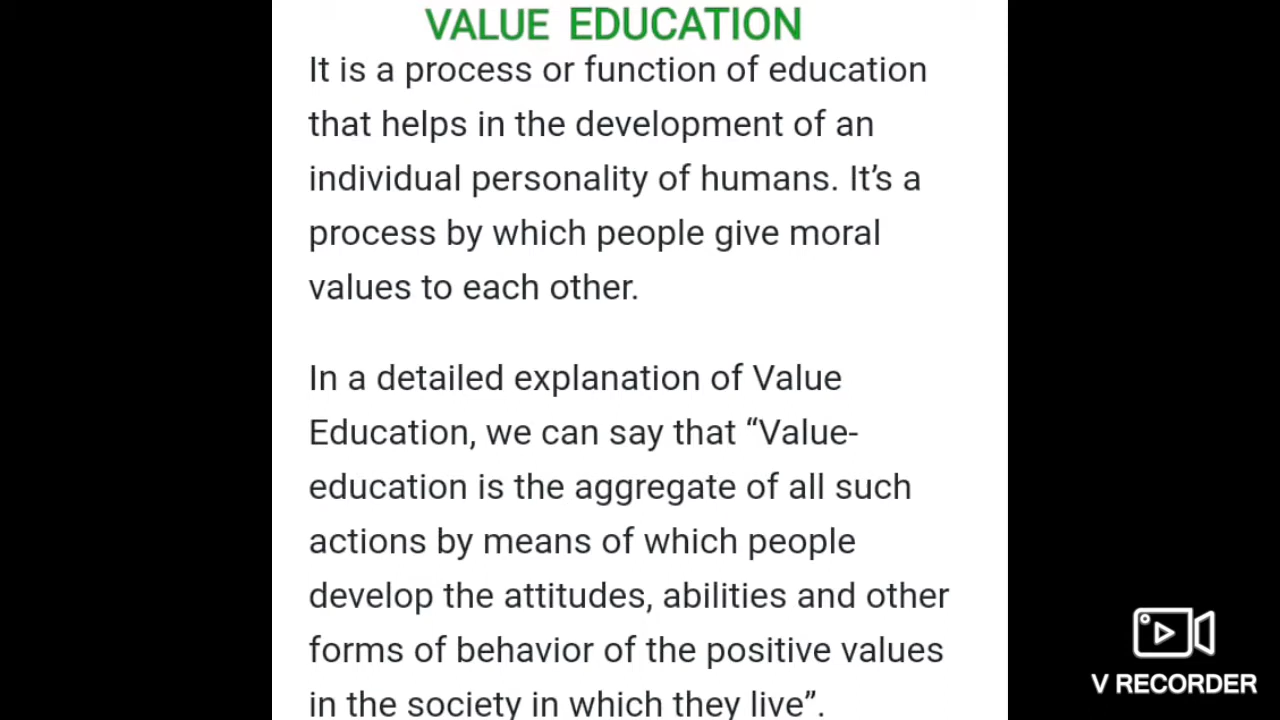 VALUE EDUCATION
It is a process or function of education
that helps in the development of an
individual personality of humans. It's a
process by which people give moral
values to each other.
In a detailed explanation of Value
Education, we can say that “Value-
education is the aggregate of all such
actions by means of which people
develop the attitudes, abilities and other
forms of behavior of the positive values
in the society in which they live”.
V RECORDER